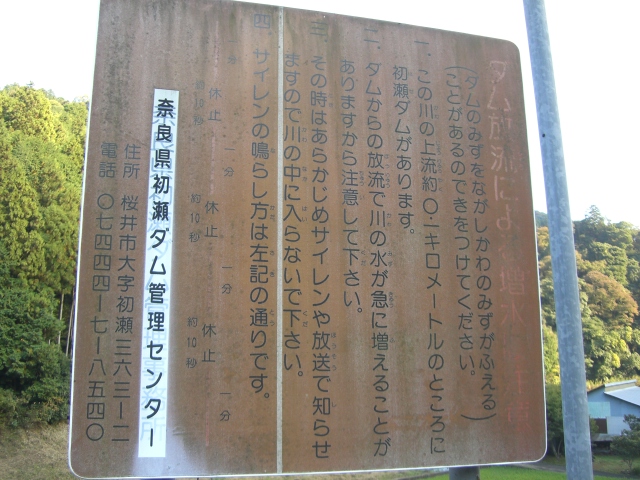 ダム放流による増水注意
(ダムのみずをながしかわのみずがふえる
ことがあるのできをつけてください。)
一、この川の上流約〇.一キロメートルのところに
初瀬ダムがあります。
二、ダムからの放流で川の水が急に増えることが
ありますから注意して下さい。
三、その時はあらかじめサイレンや放送で知らせ
ますので川の中に入らないで下さい。
四、サイレンの鳴らし方は左記の通りです。
一分 一分 一分 一分
休止 休止 休止
約10秒 約10秒 約10秒
奈良県初瀬ダム管理センター
住所 桜井市大字初瀬三六三ー二
電話 〇七四四四ー七ー八五四〇